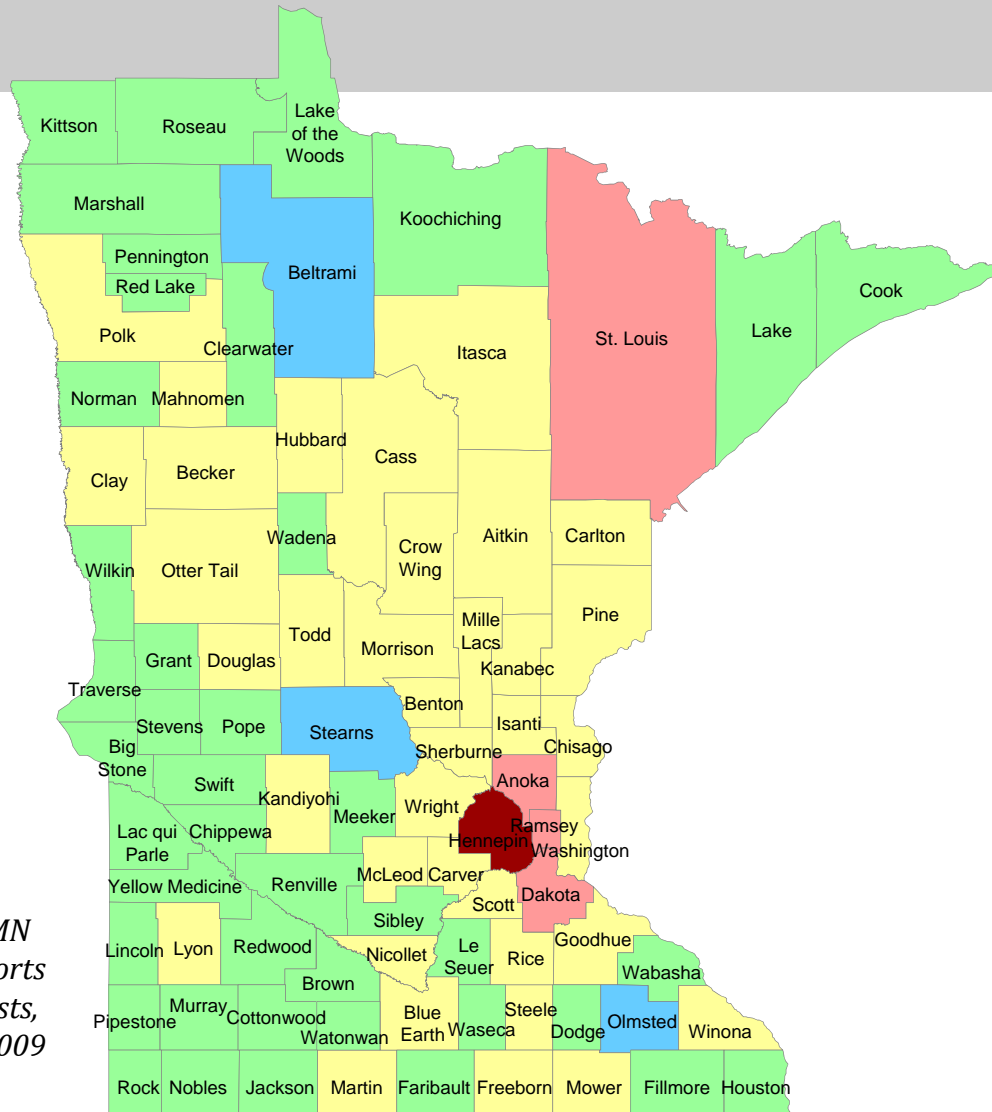 Kittson
Roseau
Lake
of the
Woods
Marshall
Koochiching
Pennington
Beltrami
Red Lake
Cook
Polk
Lake
St. Louis
Clearwater
Itasca
Norman
Mahnomen
Hubbard
Cass
Becker
Clay
Wadena
Aitkin
Carlton
Crow
Wing
Wilkin
Otter Tail
Pine
Mille
Lacs
Todd
Morrison
Grant
Douglas
Kanabec
Traverse
Benton
Stevens
Pope
Isanti
Stearns
Big
Stone
Sherburne
Chisago
Swift
Anoka
Kandiyohi
Wright
Meeker
Ramsey
Lac qui
Parle
Chippewa
Hennepin
Washington
McLeod
Carver
Yellow Medicine
Renville
Dakota
Scott
Sibley
MN
Lincoln
Lyon
Redwood
Le
Seuer
Goodhue
Nicollet
Rice
orts
Wabasha
Brown
sts,
Murray
Blue
Earth
Steele
Pipestone
Cottonwood
Watonwan
Waseca
Dodge
Olmsted
Winona
009
Rock
Nobles
Jackson
Martin
Faribault
Freeborn
Mower
Fillmore
Houston